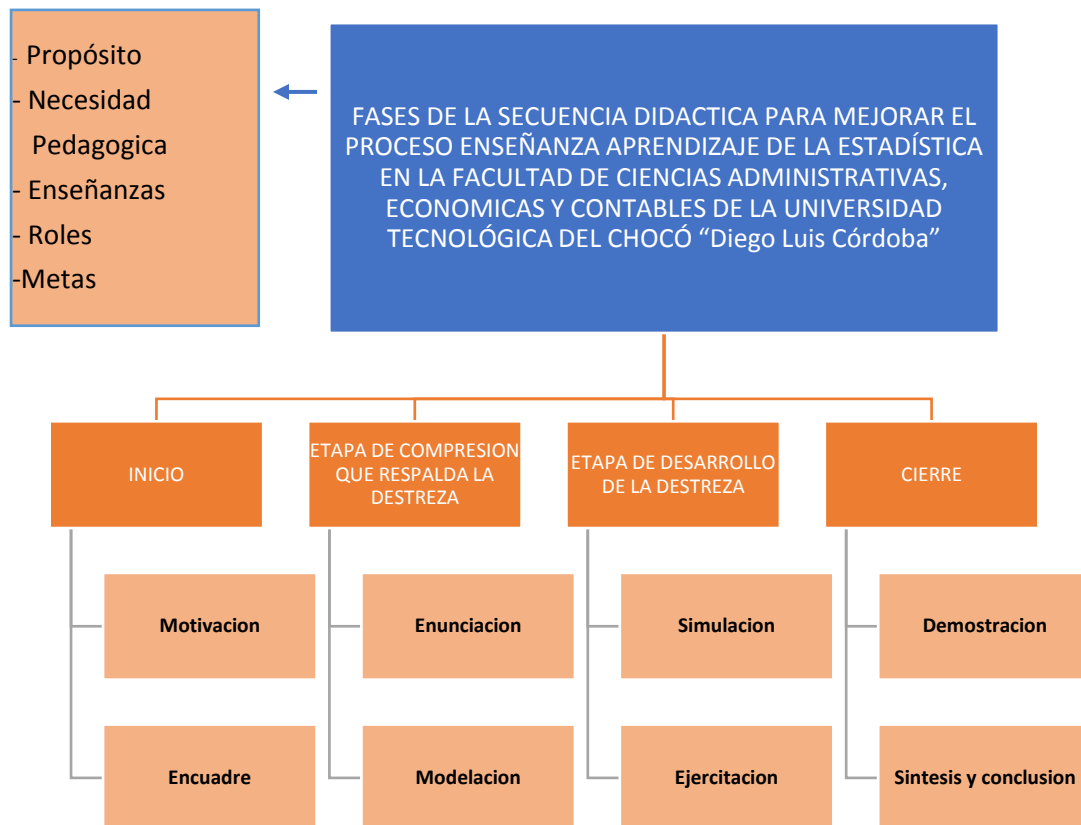 - Propósito
- Necesidad
Pedagogica
- Enseñanzas
- Roles
-Metas
FASES DE LA SECUENCIA DIDACTICA PARA MEJORAR EL
PROCESO ENSEÑANZA APRENDIZAJE DE LA ESTADÍSTICA
EN LA FACULTAD DE CIENCIAS ADMINISTRATIVAS,
ECONOMICAS Y CONTABLES DE LA UNIVERSIDAD
TECNOLÓGICA DEL CHOCÓ “Diego Luis Córdoba”
INICIO
ETAPA DE COMPRESION
QUE RESPALDA LA
DESTREZA
ETAPA DE DESARROLLO
DE LA DESTREZA
CIERRE
Motivacion
Enunciacion
Simulacion
Demostracion
Encuadre
Modelacion
Ejercitacion
Sintesis y conclusion